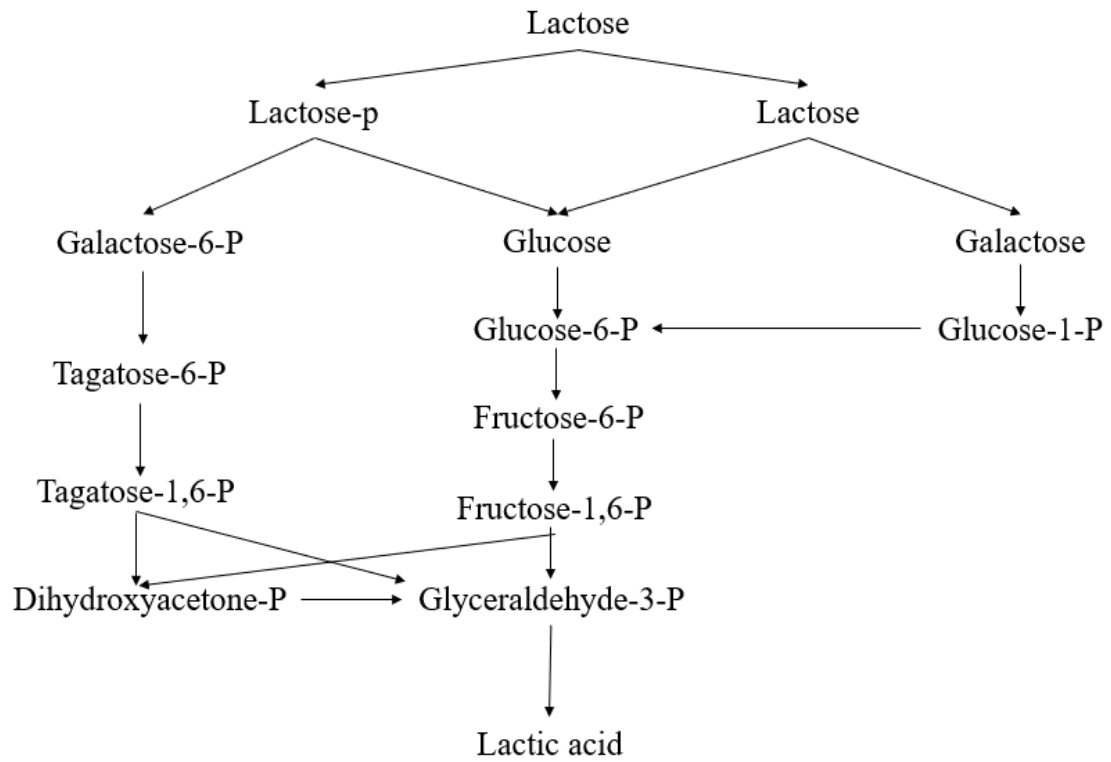 Lactose
Lactose-p
Lactose
Galactose-6-P
Glucose
Galactose
Glucose-6-P
Glucose-1-P
Tagatose-6-P
Fructose-6-P
Tagatose-1,6-P
Fructose-1,6-P
Dihydroxyacetone-P
Glyceraldehyde-3-P
Lactic acid